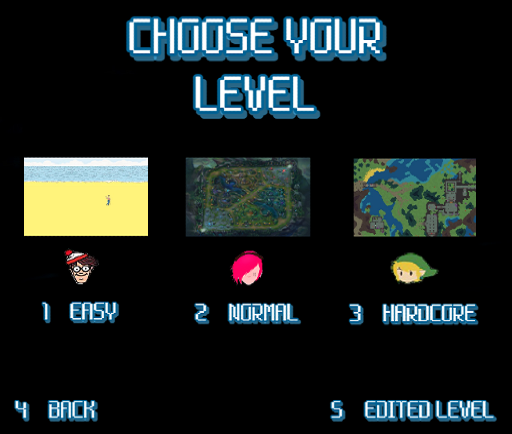 CHOOSE YOUR
LEVEL
1 EASY
2 NORMAL
3 HARDCORE
4 BACK
5 EDITED LEVEL